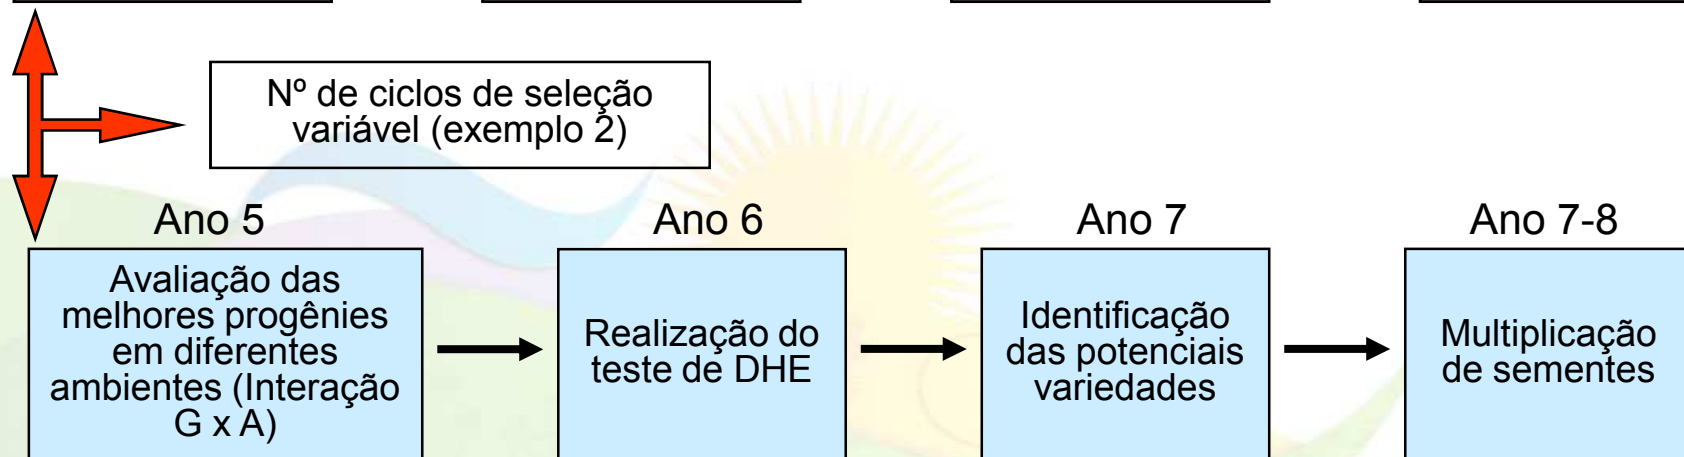 Nº de ciclos de seleção
variável (exemplo 2)
Ano 5
Ano 6
Ano 7
Ano 7-8
Avaliação das
melhores progênies
em diferentes
ambientes (Interação
G x A)
Realização do
teste de DHE
Identificação
das potenciais
variedades
Multiplicação
de sementes